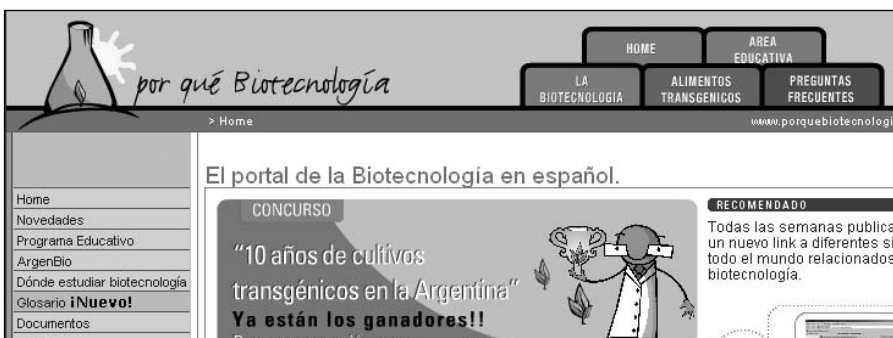 por qué Biotecnología
HOME
AREA
EDUCATIVA
LA
BIOTECNOLOGIA
ALIMENTOS
TRANSGENICOS
PREGUNTAS
FRECUENTES
> Home
www.porquebiotecnologi
El portal de la Biotecnología en español.
Home
Novedades
Programa Educativo
ArgenBio
Dónde estudiar biotecnología
Glosario ¡Nuevo!
Documentos
CONCURSO
"10 años de cultivos
transgénicos en la Argentina"
Ya están los ganadores!!
RECOMENDADO
Todas las semanas publica
un nuevo link a diferentes si
todo el mundo relacionados
biotecnología.